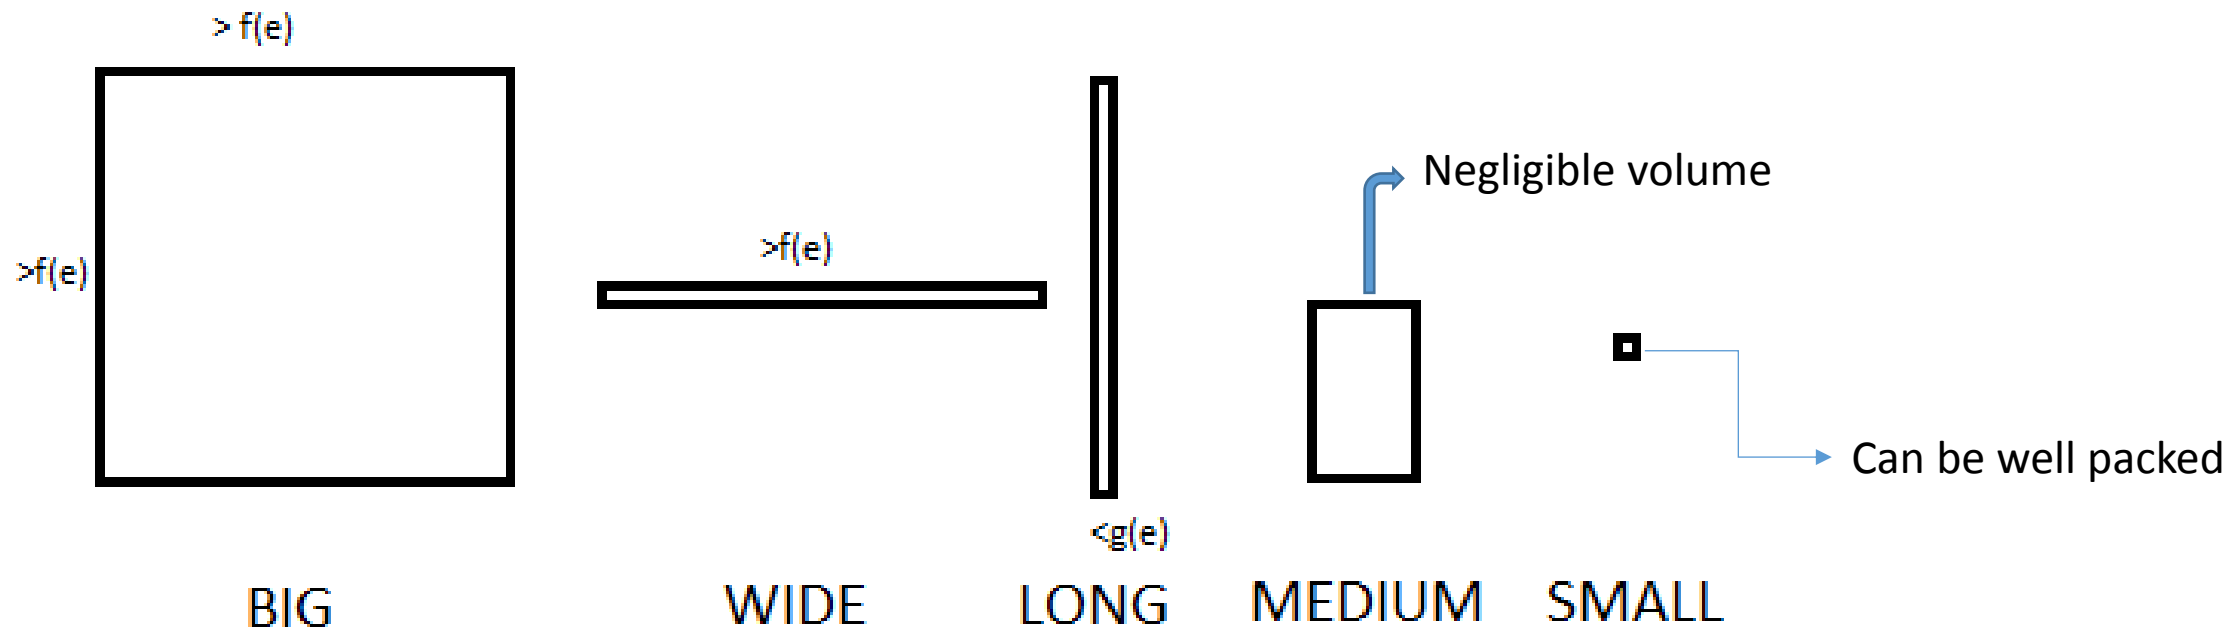 > f(e)
>f(e)
>f(e)
<g(e)
Negligible volume
Can be well packed
BIG
WIDE
LONG
MEDIUM
SMALL